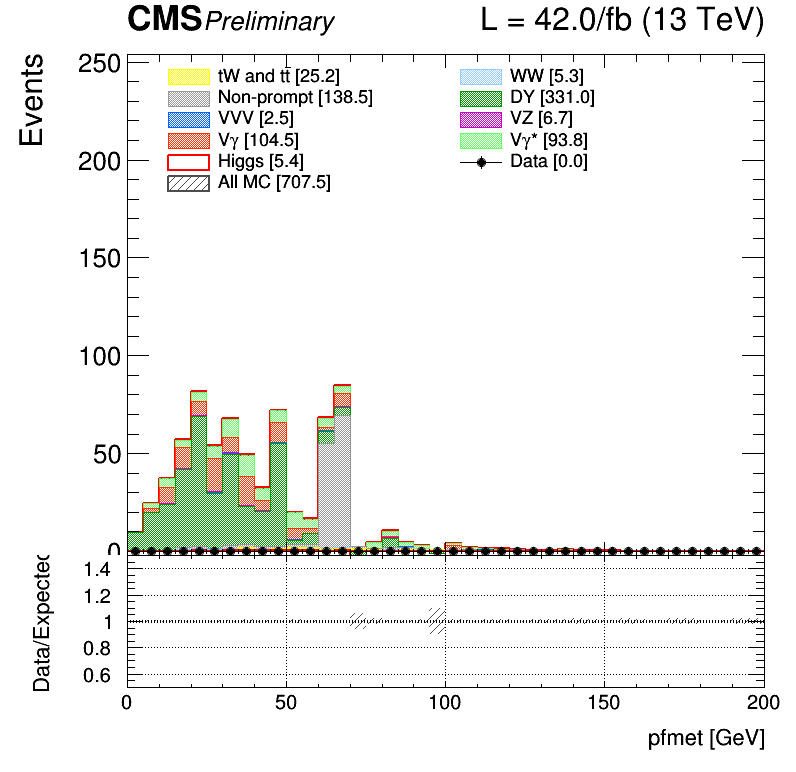 CMS Preliminary L = 42.0/fb (13 TeV)
Events
250
200
150
100
50
0
tW and tt̄ [25.2]
Non-prompt [138.5]
VVV [2.5]
Vγ [104.5]
Higgs [5.4]
All MC [707.5]
WW [5.3]
DY [331.0]
VZ [6.7]
Vγ* [93.8]
Data [0.0]
Data/Expected
1.4
1.2
1
0.8
0.6
0 50 100 150 200
pfmet [GeV]